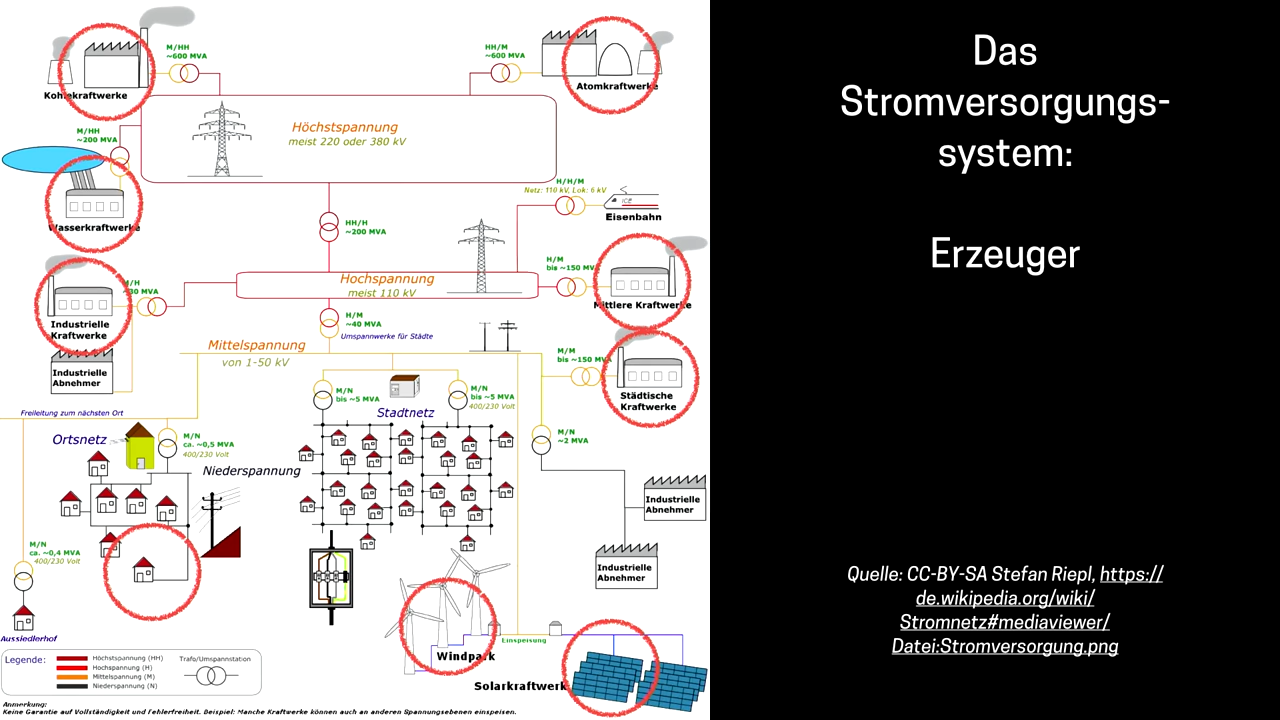 M/HH
~600 MVA
Kohlekraftwerke
HH/M
~600 MVA
Atomkraftwerke
Höchstspannung
meist 220 oder 380 kV
M/HH
~200 MVA
Wasserkraftwerke
HH/H
~200 MVA
H/H/M
Netz: 110 kV, Lok: 6 kV
ICE
Eisenbahn
Hochspannung
meist 110 kV
H/M
bis ~150 MVA
Mittlere Kraftwerke
M/H
~30 MVA
Industrielle
Kraftwerke
Industrielle
Abnehmer
H/M
~40 MVA
Umspannwerke für Städte
Mittelspannung
von 1-50 kV
M/M
bis ~150 MVA
Städtische
Kraftwerke
M/N
bis ~5 MVA
Stadtnetz
M/N
bis ~5 MVA
400/230 Volt
Freileitung zum nächsten Ort
Ortsnetz
M/N
ca. ~0,5 MVA
400/230 Volt
Niederspannung
M/N
~2 MVA
Industrielle
Abnehmer
Industrielle
Abnehmer
M/N
ca. ~0,4 MVA
400/230 Volt
Aussiedlerhof
Einspeisung
Windpark
Solarkraftwerk
Legende:
Höchstspannung (HH)
Hochspannung (H)
Mittelspannung (M)
Niederspannung (N)
Trafo/Umspannstation
Anmerkung:
Keine Garantie auf Vollständigkeit und Fehlerfreiheit. Beispiel: Manche Kraftwerke können auch an anderen Spannungsebenen einspeisen.
Das
Stromversorgungs-
system:
Erzeuger
Quelle: CC-BY-SA Stefan Riepl, https://
de.wikipedia.org/wiki/
Stromnetz#mediaviewer/
Datei:Stromversorgung.png